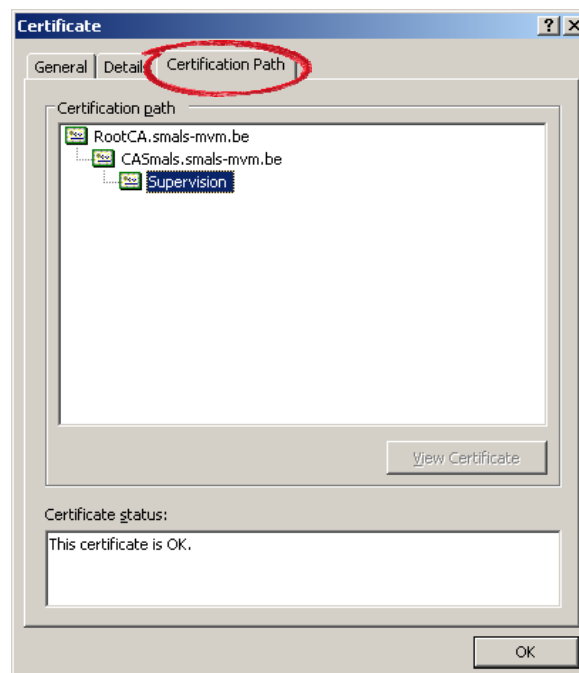 Certificate
General Details Certification Path
Certification path
RootCA.smals-mvm.be
CASmals.smals-mvm.be
Supervision
View Certificate
Certificate status:
This certificate is OK.
OK